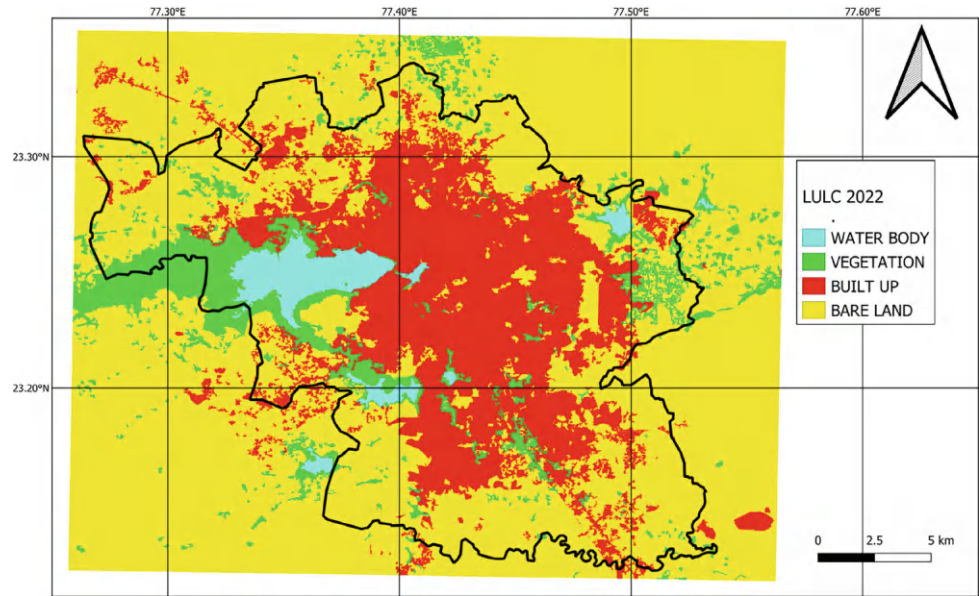 77.30°E 77.40°E 77.50°E 77.60°E
23.30°N
LULC 2022
WATER BODY
VEGETATION
BUILT UP
BARE LAND
23.20°N
0 2.5 5 km